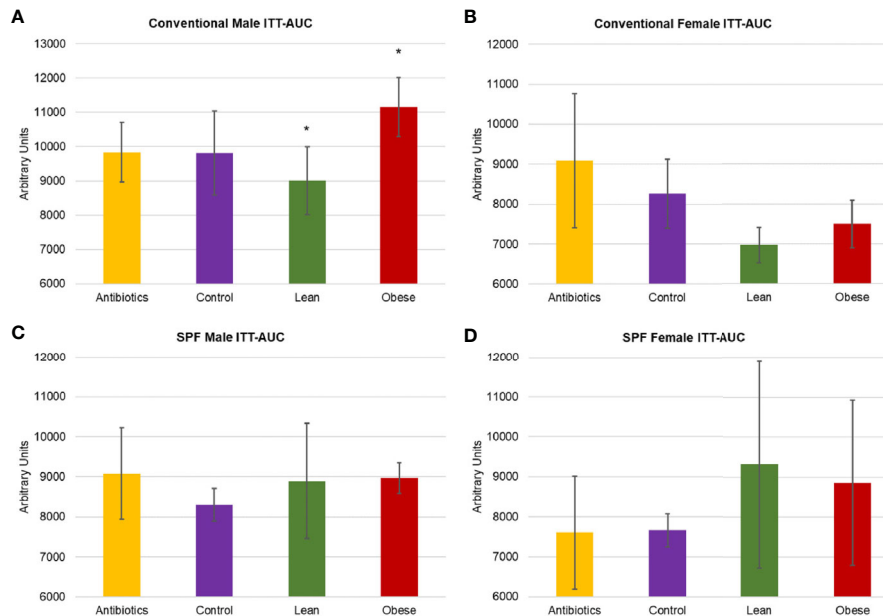 A
Conventional Male ITT-AUC
13000
12000
11000
10000
9000
8000
7000
6000
Arbitrary Units
*
*
Antibiotics Control Lean Obese
B
Conventional Female ITT-AUC
12000
11000
10000
9000
8000
7000
6000
Arbitrary Units
Antibiotics Control Lean Obese
C
SPF Male ITT-AUC
12000
11000
10000
9000
8000
7000
6000
Arbitrary Units
Antibiotics Control Lean Obese
D
SPF Female ITT-AUC
12000
11000
10000
9000
8000
7000
6000
Arbitrary Units
Antibiotics Control Lean Obese